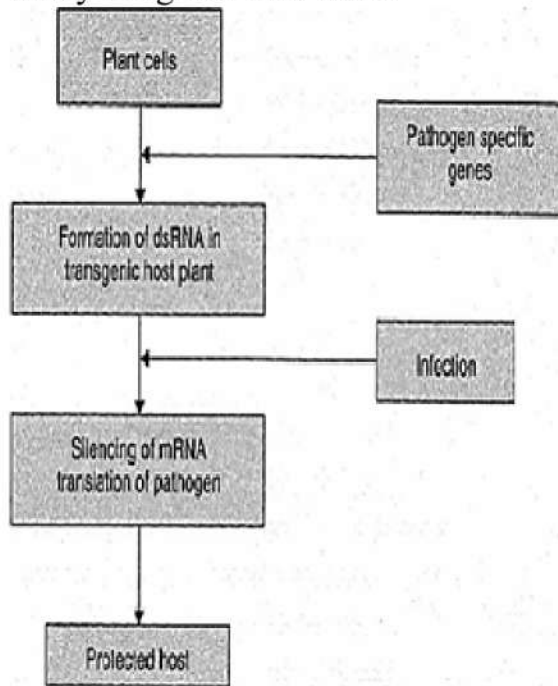 Plant cells
Pathogen specific
genes
Formation of dsRNA in
transgenic host plant
Infection
Silencing of mRNA
translation of pathogen
Protected host